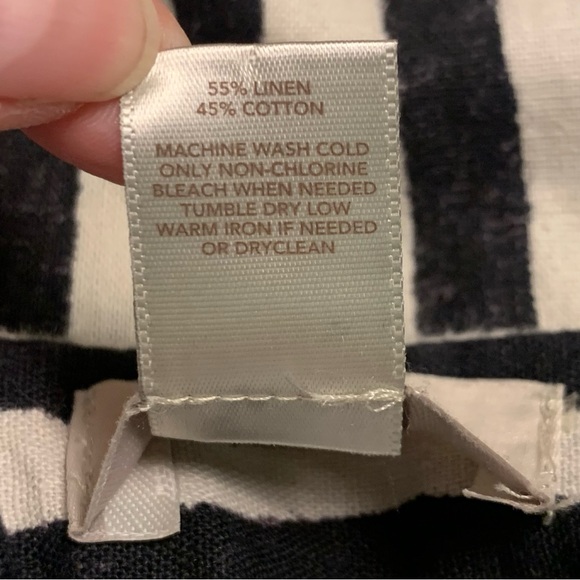 55% LINEN
45% COTTON
MACHINE WASH COLD
ONLY NON-CHLORINE
BLEACH WHEN NEEDED
TUMBLE DRY LOW
WARM IRON IF NEEDED
OR DRYCLEAN